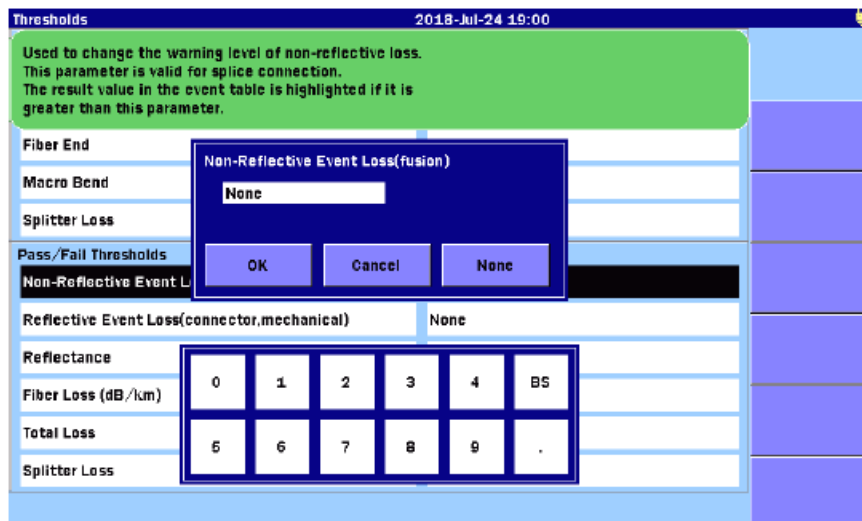 Thresholds 2018-Jul-24 19:00
Used to change the warning level of non-reflective loss.
This parameter is valid for splice connection.
The result value in the event table is highlighted if it is
greater than this parameter.
Fiber End
Macro Bend
Splitter Loss
Non-Reflective Event Loss(fusion)
None
OK Cancel None
Pass/Fail Thresholds
Non-Reflective Event L
Reflective Event Loss(connector,mechanical) None
Reflectance
Fiber Loss (dB/km)
Total Loss
Splitter Loss
0 1 2 3 4 BS
5 6 7 8 9 .